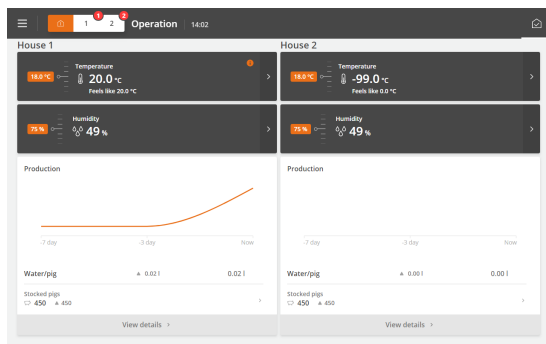 1 1 2 2 Operation 14:02
House 1
Temperature
18.0 °C 20.0 °C
Feels like 20.0 °C
Humidity
75 % 49 %
Production
-7 day -3 day Now
Water/pig ▲ 0.02 l 0.02 l
Stocked pigs
450 ▲ 450
View details >
House 2
Temperature
18.0 °C -99.0 °C
Feels like 0.0 °C
Humidity
75 % 49 %
Production
-7 day -3 day Now
Water/pig ▲ 0.00 l 0.00 l
Stocked pigs
450 ▲ 450
View details >